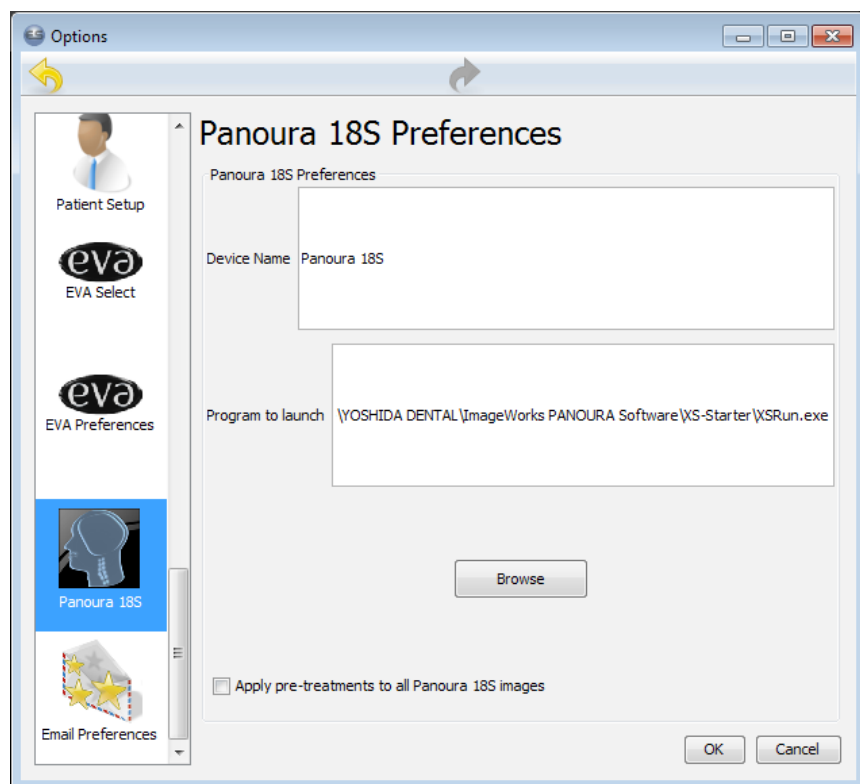 ES Options
Patient Setup
eva
EVA Select
eva
EVA Preferences
Panoura 18S
Email Preferences
Panoura 18S Preferences
Panoura 18S Preferences
Device Name Panoura 18S
Program to launch \YOSHIDA DENTAL\ImageWorks PANOURA Software\XS-Starter\XSRun.exe
Browse
Apply pre-treatments to all Panoura 18S images
OK Cancel